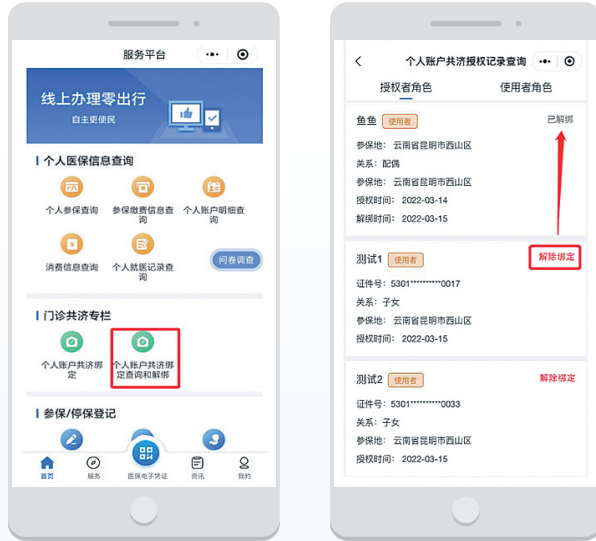 服务平台
线上办理零出行
自主更便民
个人医保信息查询
个人参保查询
参保缴费信息查询
个人账户明细查询
消费信息查询
个人就医记录查询
问卷调查
门诊共济专栏
个人账户共济绑定
个人账户共济绑定查询和解绑
参保/停保登记
首页
服务
医保电子凭证
资讯
我的
个人账户共济授权记录查询
授权者角色
使用者角色
鱼鱼 使用者 已解绑
参保地: 云南省昆明市西山区
关系: 配偶
参保地: 云南省昆明市西山区
授权时间: 2022-03-14
解绑时间: 2022-03-15
测试1 使用者 解除绑定
证件号: 5301**********0017
关系: 子女
参保地: 云南省昆明市西山区
授权时间: 2022-03-15
测试2 使用者 解除绑定
证件号: 5301**********0033
关系: 子女
参保地: 云南省昆明市西山区
授权时间: 2022-03-15